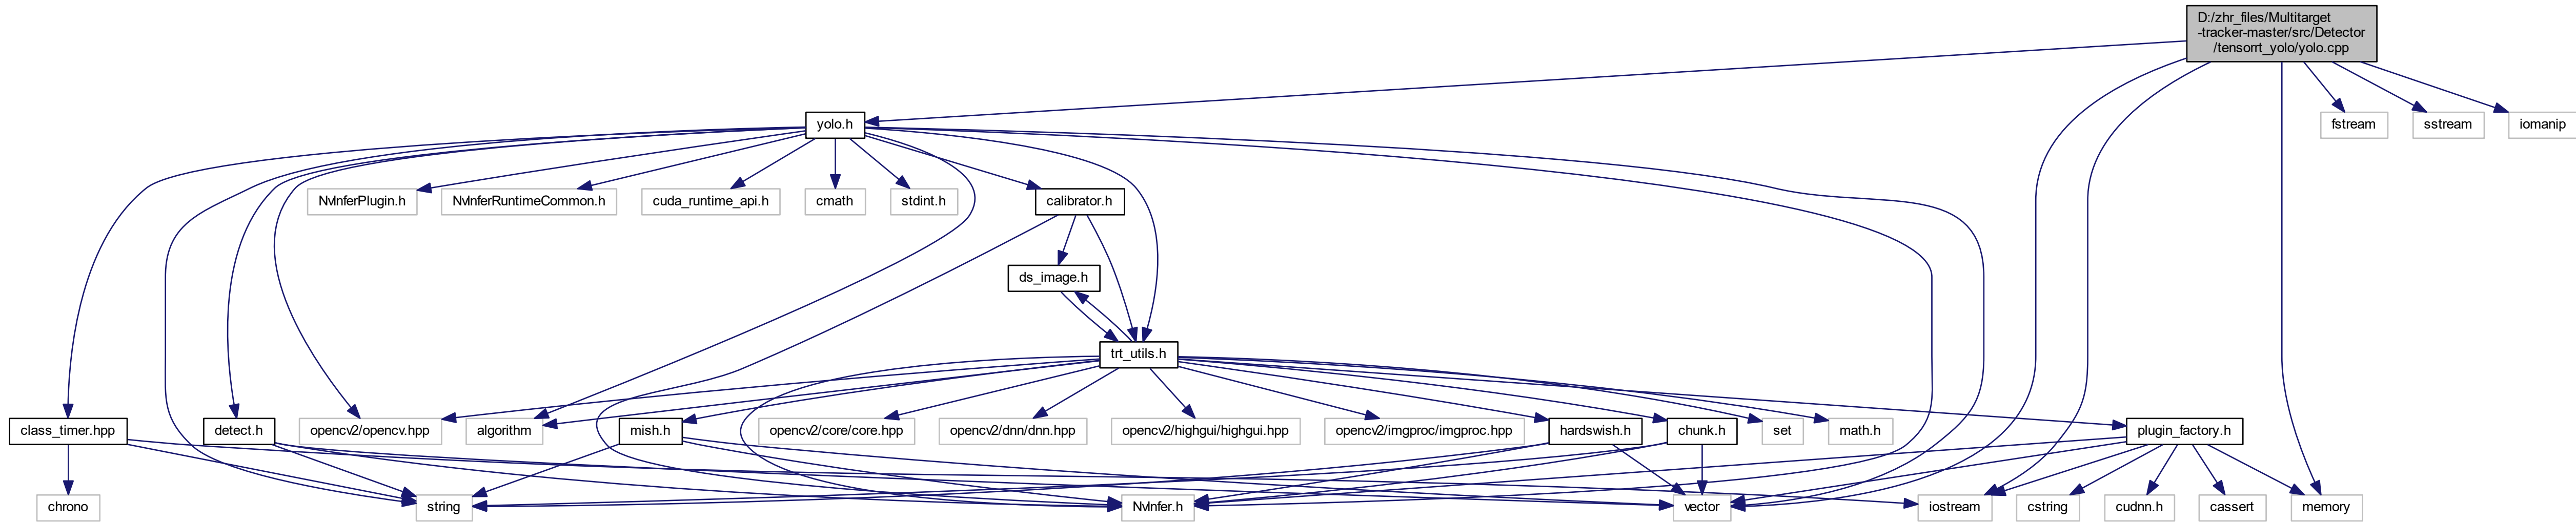 D:/zhr_files/Multitarget
-tracker-master/src/Detector
/tensorrt_yolo/yolo.cpp
yolo.h
fstream
sstream
iomanip
NvInferPlugin.h
NvInferRuntimeCommon.h
cuda_runtime_api.h
cmath
stdint.h
calibrator.h
ds_image.h
trt_utils.h
class_timer.hpp
detect.h
opencv2/opencv.hpp
algorithm
mish.h
opencv2/core/core.hpp
opencv2/dnn/dnn.hpp
opencv2/highgui/highgui.hpp
opencv2/imgproc/imgproc.hpp
hardswish.h
chunk.h
set
math.h
plugin_factory.h
chrono
string
NvInfer.h
vector
iostream
cstring
cudnn.h
cassert
memory